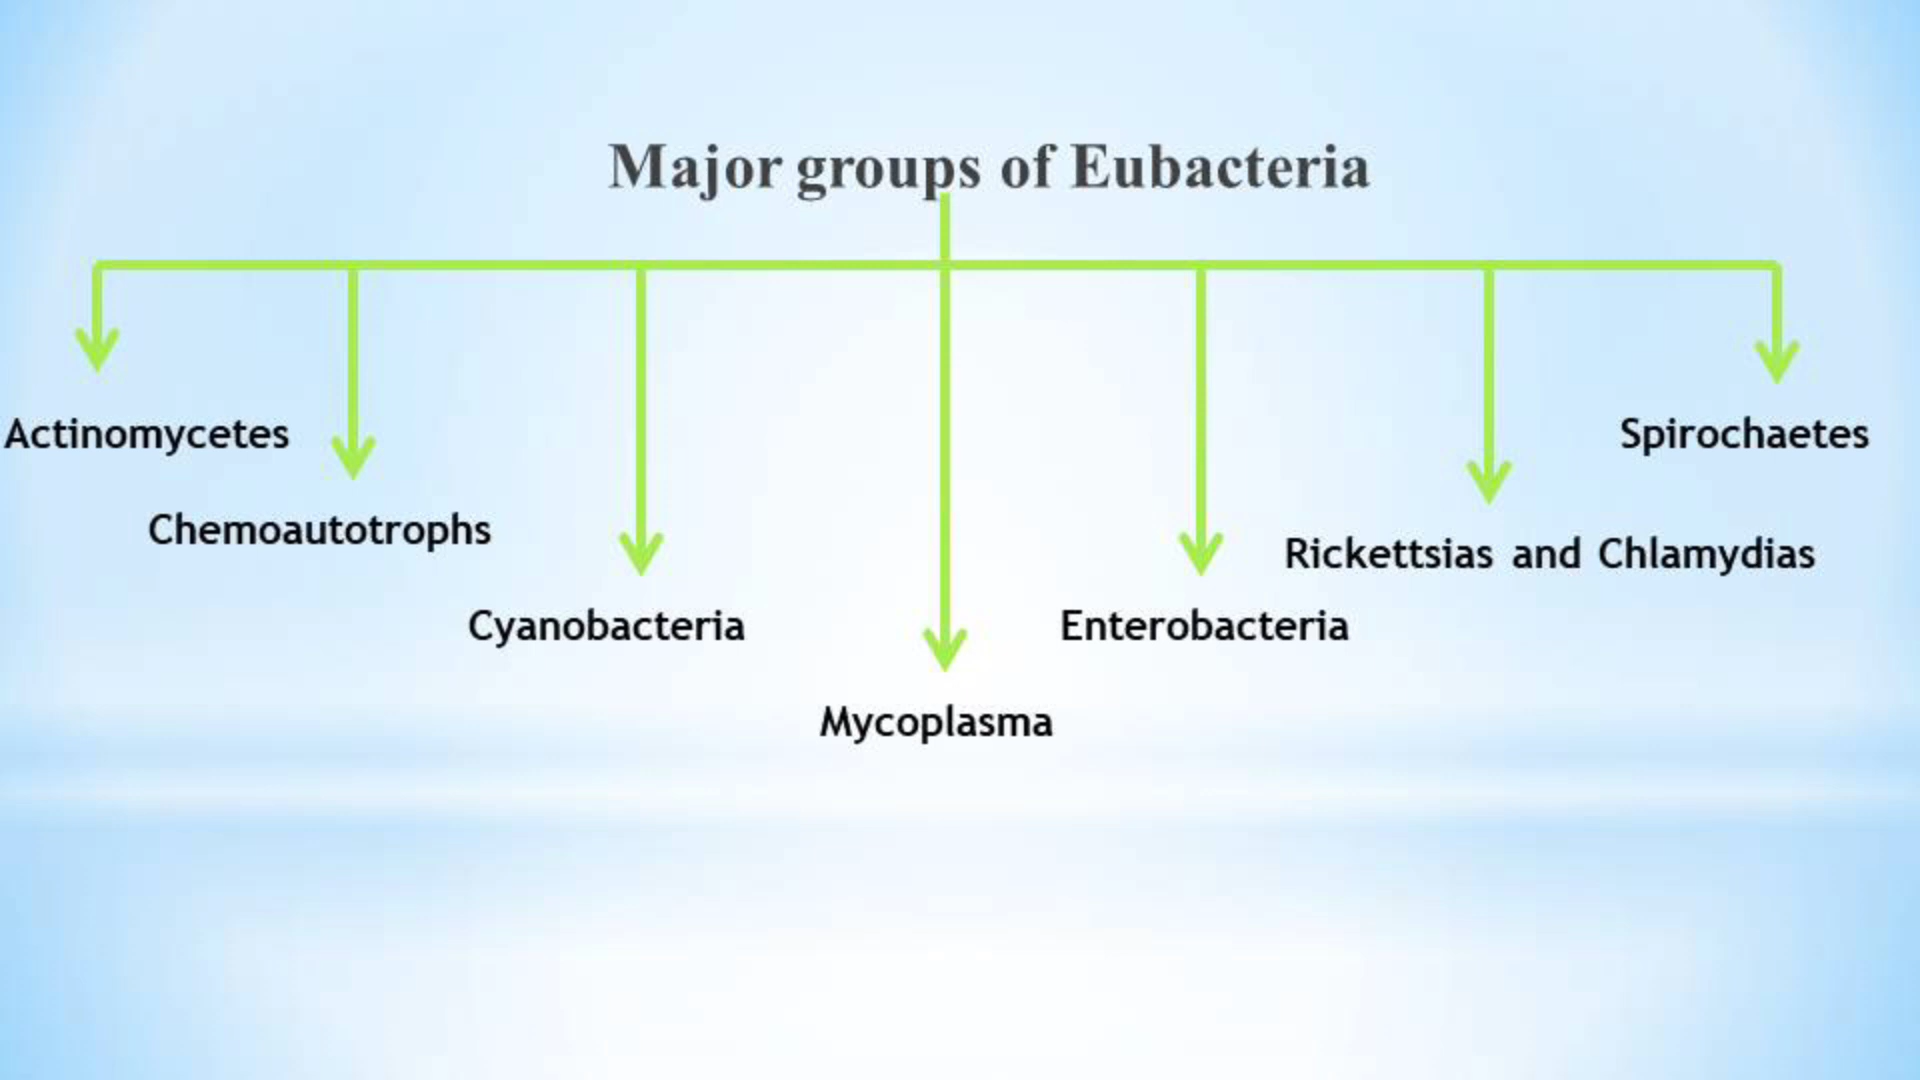 Major groups of Eubacteria
Actinomycetes
Chemoautotrophs
Cyanobacteria
Mycoplasma
Enterobacteria
Rickettsias and Chlamydias
Spirochaetes